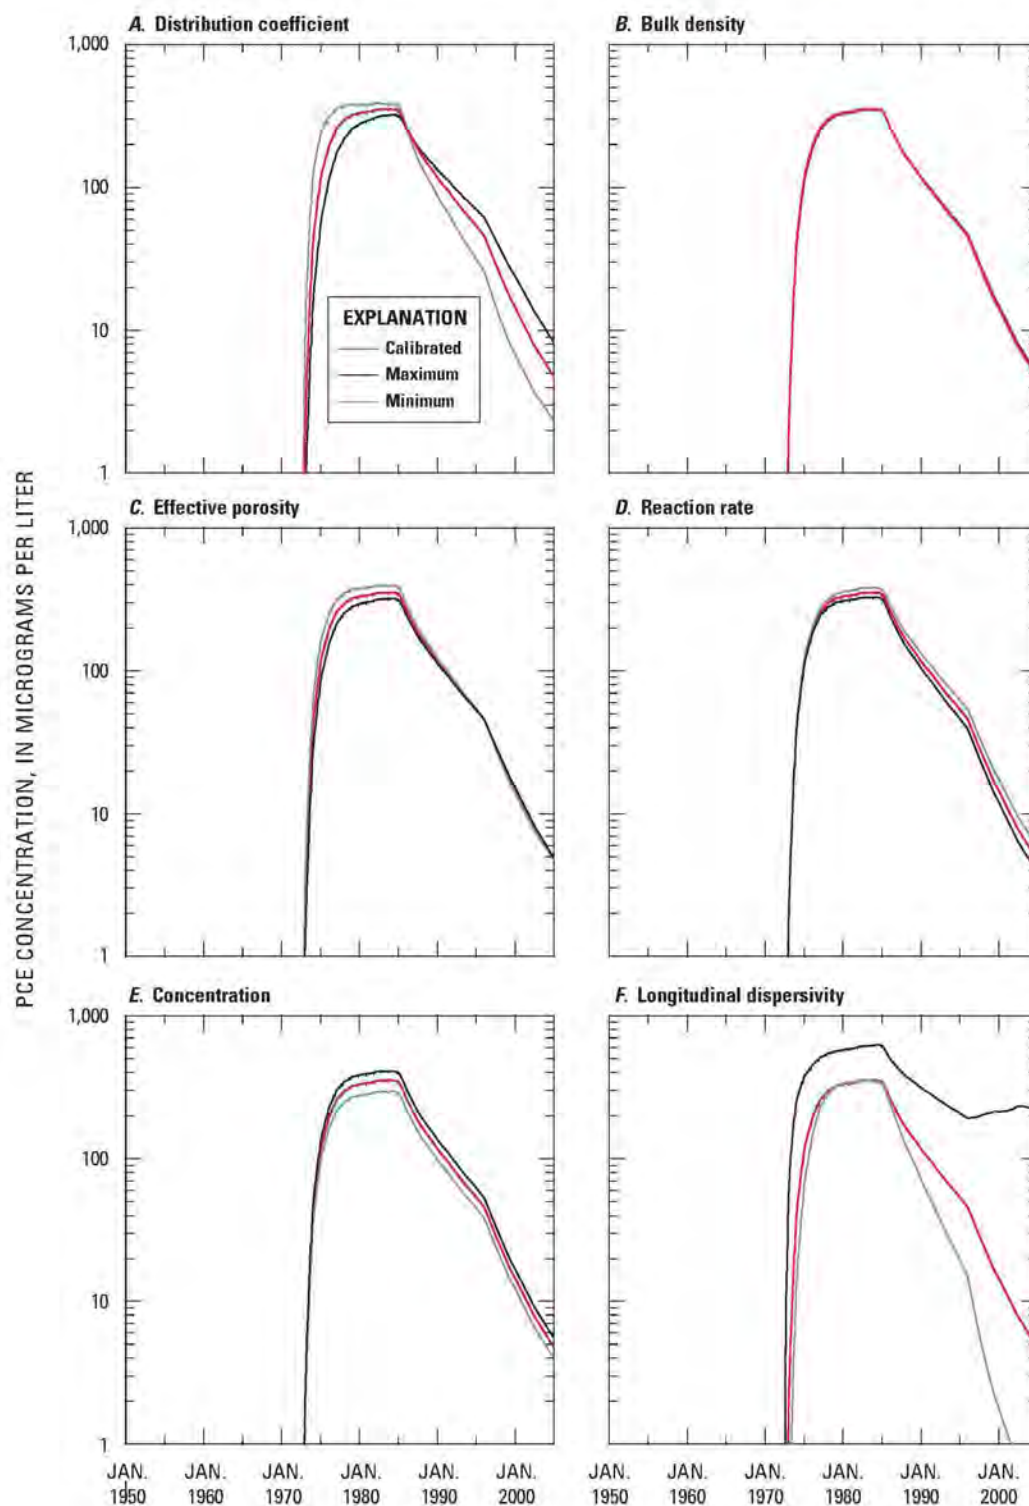 A. Distribution coefficient
B. Bulk density
1,000
100
10
1
EXPLANATION
Calibrated
Maximum
Minimum
C. Effective porosity
D. Reaction rate
1,000
100
10
1
PCE CONCENTRATION, IN MICROGRAMS PER LITER
E. Concentration
F. Longitudinal dispersivity
1,000
100
10
1
JAN. JAN. JAN. JAN. JAN. JAN. JAN. JAN. JAN. JAN. JAN. JAN.
1950 1960 1970 1980 1990 2000 1950 1960 1970 1980 1990 2000